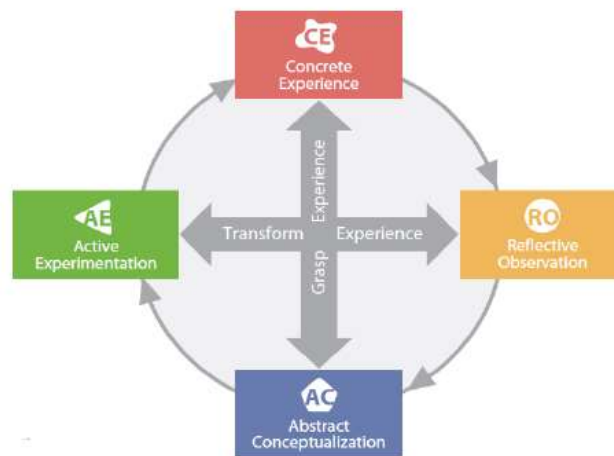 CE
Concrete
Experience
AE
Active
Experimentation
Transform Experience
Grasp Experience
RO
Reflective
Observation
AC
Abstract
Conceptualization